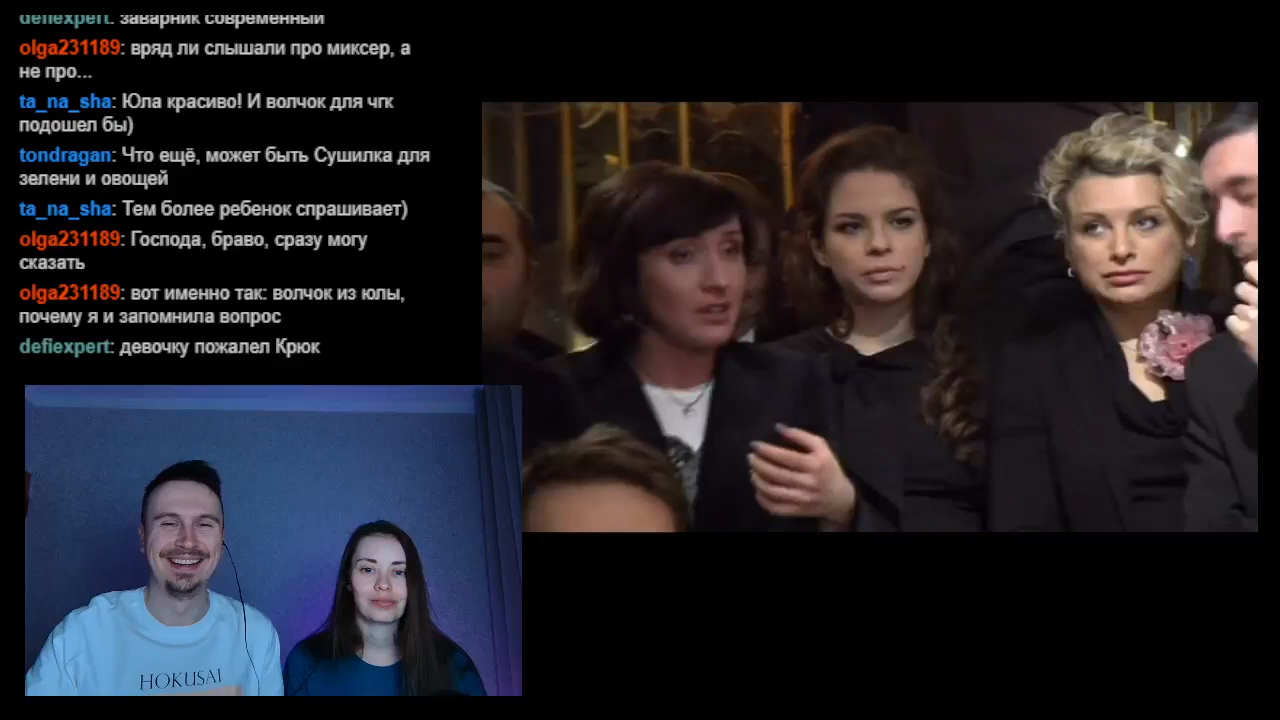 defiexpert: заварник современный
olga231189: вряд ли слышали про миксер, а
не про...
ta_na_sha: Юла красиво! И волчок для чгк
подошел бы)
tondragan: Что ещё, может быть Сушилка для
зелени и овощей
ta_na_sha: Тем более ребенок спрашивает)
olga231189: Господа, браво, сразу могу
сказать
olga231189: вот именно так: волчок из юлы,
почему я и запомнила вопрос
defiexpert: девочку пожалел Крюк
HOKUSAI